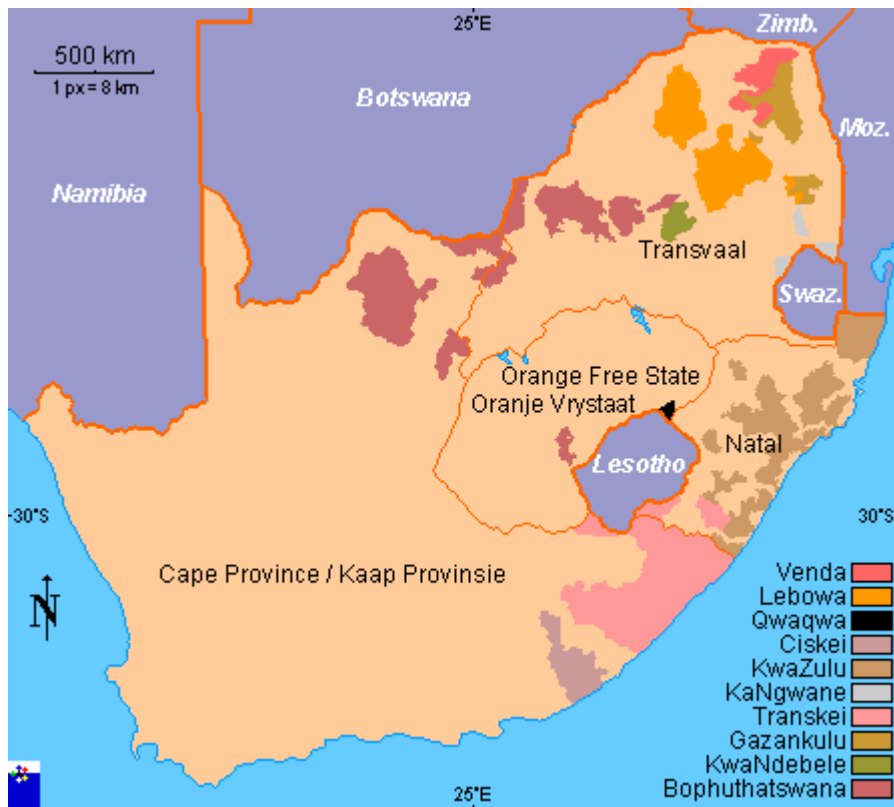 25°E
Zimb.
500 km
1 px = 8 km
Botswana
Moz.
Namibia
Transvaal
Swaz.
Orange Free State
Oranje Vrystaat
Natal
Lesotho
30°S
30°S
Cape Province / Kaap Provinsie
N
Venda
Lebowa
Qwaqwa
Ciskei
KwaZulu
KaNgwane
Transkei
Gazankulu
KwaNdebele
Bophuthatswana
25°E